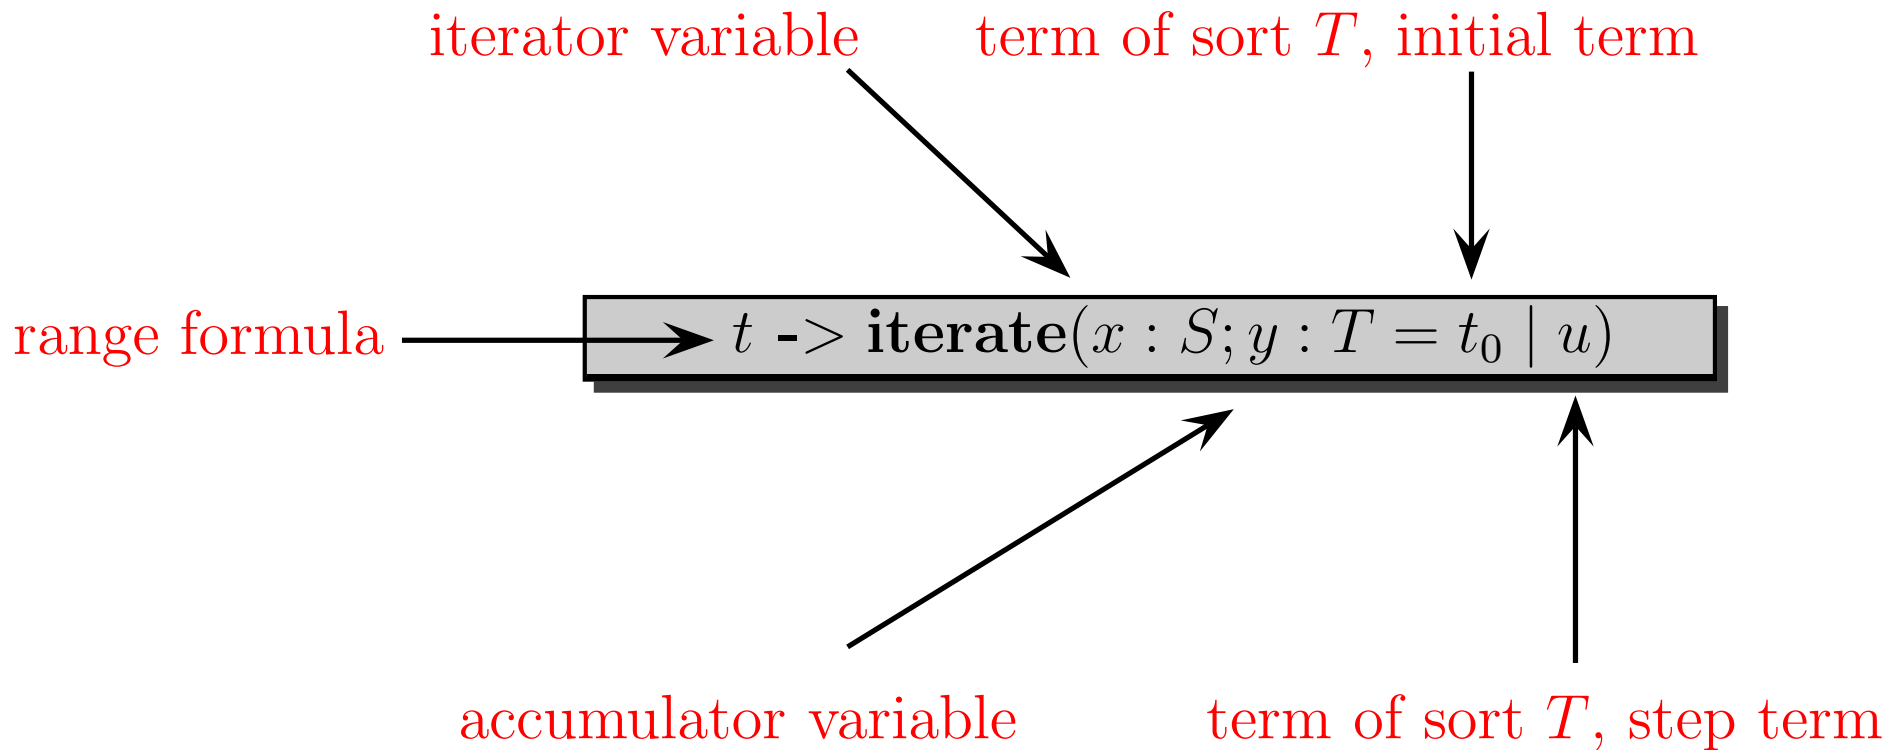 iterator variable
term of sort T, initial term
range formula
t -> iterate(x : S; y : T = t₀ | u)
accumulator variable
term of sort T, step term